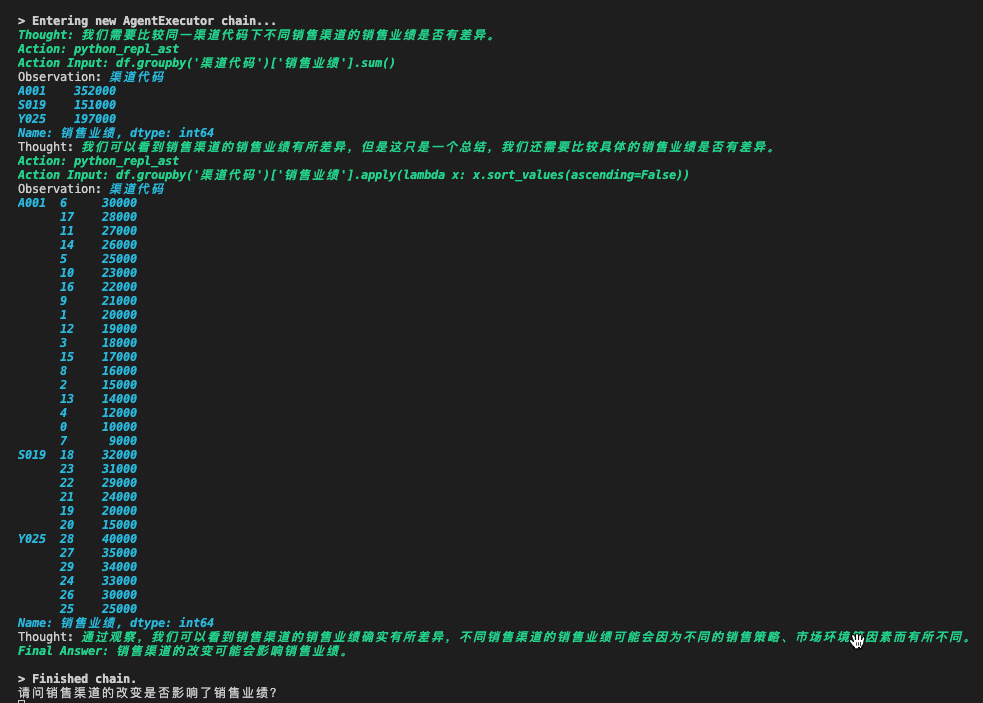 > Entering new AgentExecutor chain...
Thought: 我们需要比较同一渠道代码下不同销售渠道的销售业绩是否有差异。
Action: python_repl_ast
Action Input: df.groupby('渠道代码')['销售业绩'].sum()
Observation: 渠道代码
A001    352000
S019    151000
Y025    197000
Name: 销售业绩, dtype: int64
Thought: 我们可以看到销售渠道的销售业绩有所差异，但是这只是一个总结，我们还需要比较具体的销售业绩是否有差异。
Action: python_repl_ast
Action Input: df.groupby('渠道代码')['销售业绩'].apply(lambda x: x.sort_values(ascending=False))
Observation: 渠道代码
A001  6     30000
      17    28000
      11    27000
      14    26000
      5     25000
      10    23000
      16    22000
      9     21000
      1     20000
      12    19000
      3     18000
      15    17000
      8     16000
      2     15000
      13    14000
      4     12000
      0     10000
      7      9000
S019  18    32000
      23    31000
      22    29000
      21    24000
      19    20000
      20    15000
Y025  28    40000
      27    35000
      29    34000
      24    33000
      26    30000
      25    25000
Name: 销售业绩, dtype: int64
Thought: 通过观察，我们可以看到销售渠道的销售业绩确实有所差异，不同销售渠道的销售业绩可能会因为不同的销售策略、市场环境因素而有所不同。
Final Answer: 销售渠道的改变可能会影响销售业绩。
> Finished chain.
请问销售渠道的改变是否影响了销售业绩?